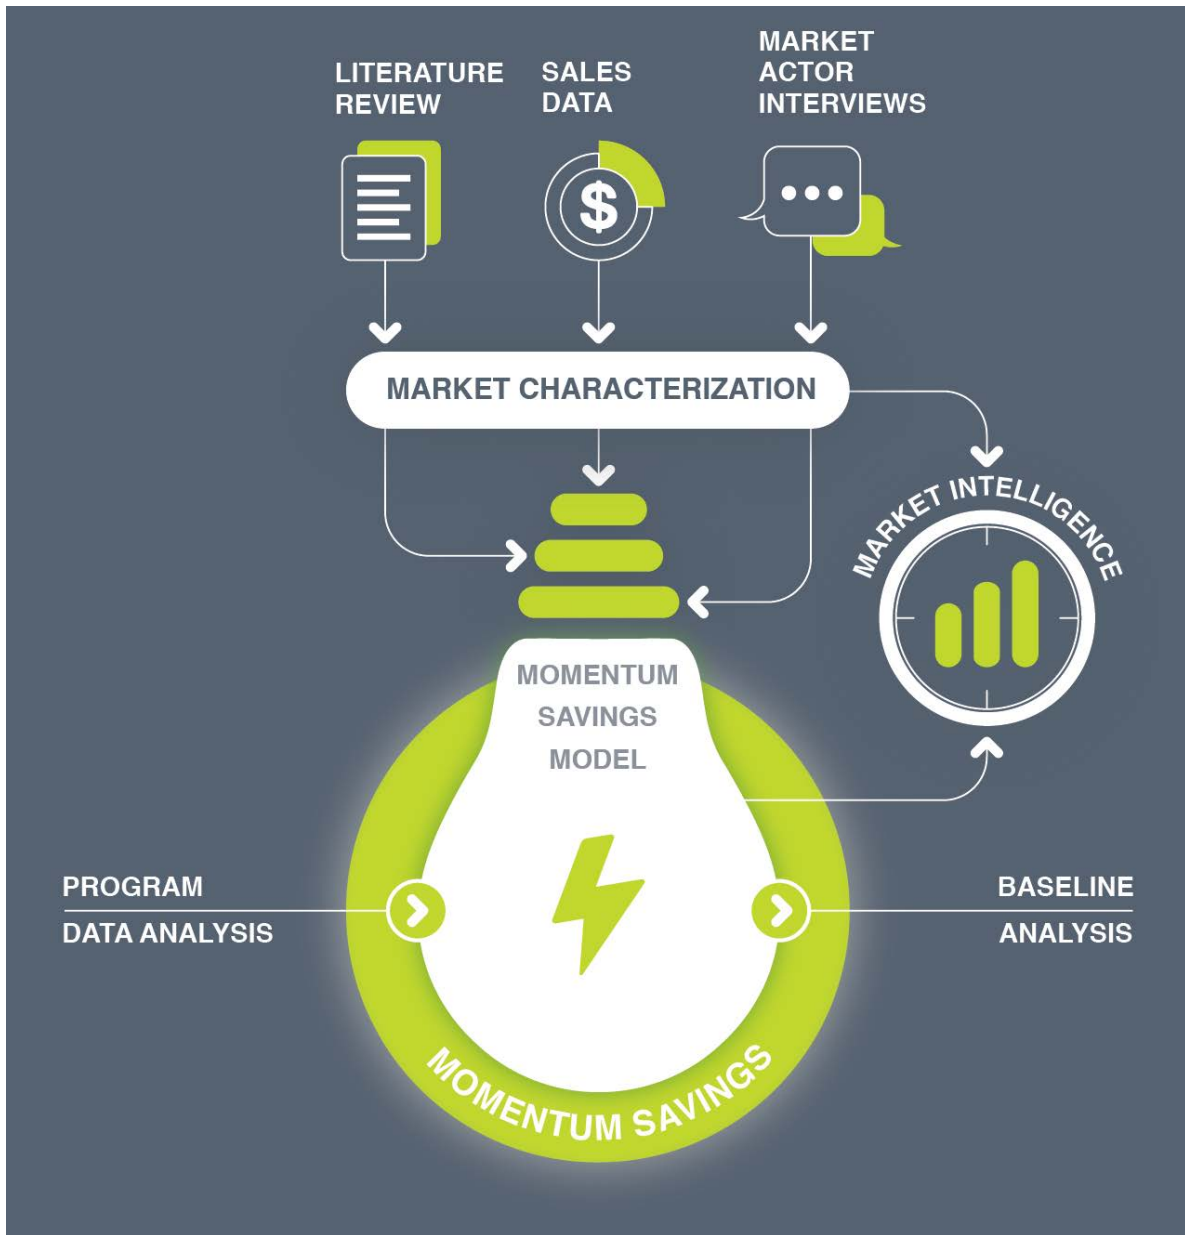 LITERATURE
REVIEW
SALES
DATA
MARKET
ACTOR
INTERVIEWS
$
MARKET CHARACTERIZATION
MARKET INTELLIGENCE
MOMENTUM
SAVINGS
MODEL
PROGRAM
DATA ANALYSIS
BASELINE
ANALYSIS
MOMENTUM SAVINGS